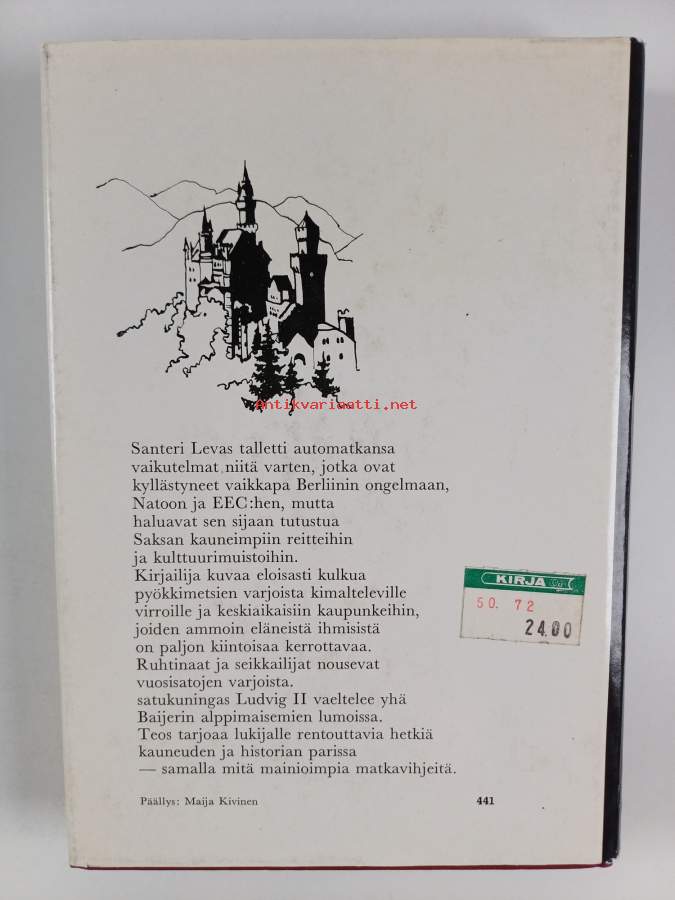 Antikvariaatti.net
Santeri Levas talletti automatkansa
vaikutelmat niitä varten, jotka ovat
kyllästyneet vaikkapa Berliinin ongelmaan,
Natoon ja EEC:hen, mutta
haluavat sen sijaan tutustua
Saksan kauneimpiin reitteihin
ja kulttuurimuistoihin.
Kirjailija kuvaa eloisasti kulkua
pyökkimetsien varjoista kimalteleville
virroille ja keskiaikaisiin kaupunkeihin,
joiden ammoin eläneistä ihmisistä
on paljon kiintoisaa kerrottavaa.
Ruhtinaat ja seikkailijat nousevat
vuosisatojen varjoista.
satukuningas Ludvig II vaeltelee yhä
Baijerin alppimaisemien lumoissa.
Teos tarjoaa lukijalle rentouttavia hetkiä
kauneuden ja historian parissa
— samalla mitä mainioimpia matkavihjeitä.
KIRJA
50. 72
24.00
Päällys: Maija Kivinen
441